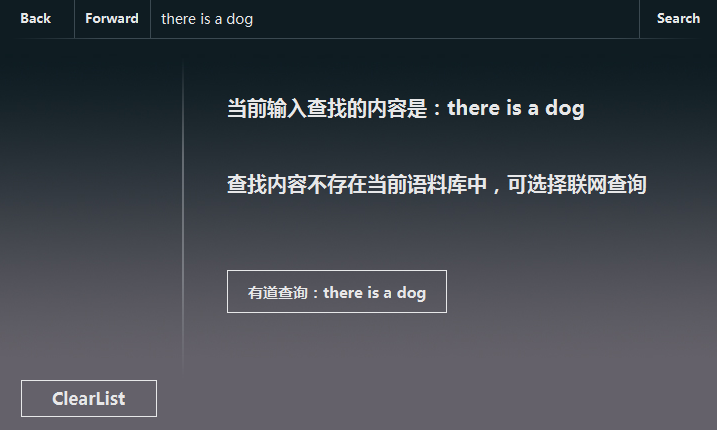 Back Forward there is a dog Search
当前输入查找的内容是：there is a dog
查找内容不存在当前语料库中，可选择联网查询
有道查询：there is a dog
ClearList